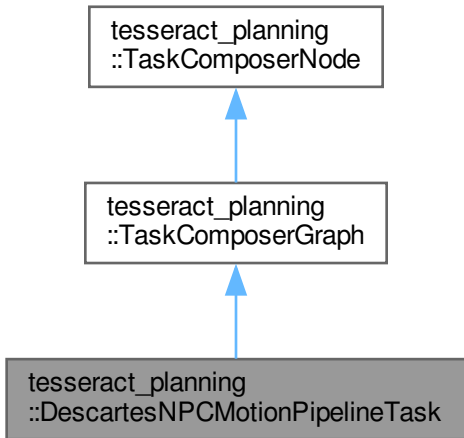 tesseract_planning
::TaskComposerNode
tesseract_planning
::TaskComposerGraph
tesseract_planning
::DescartesNPCMotionPipelineTask